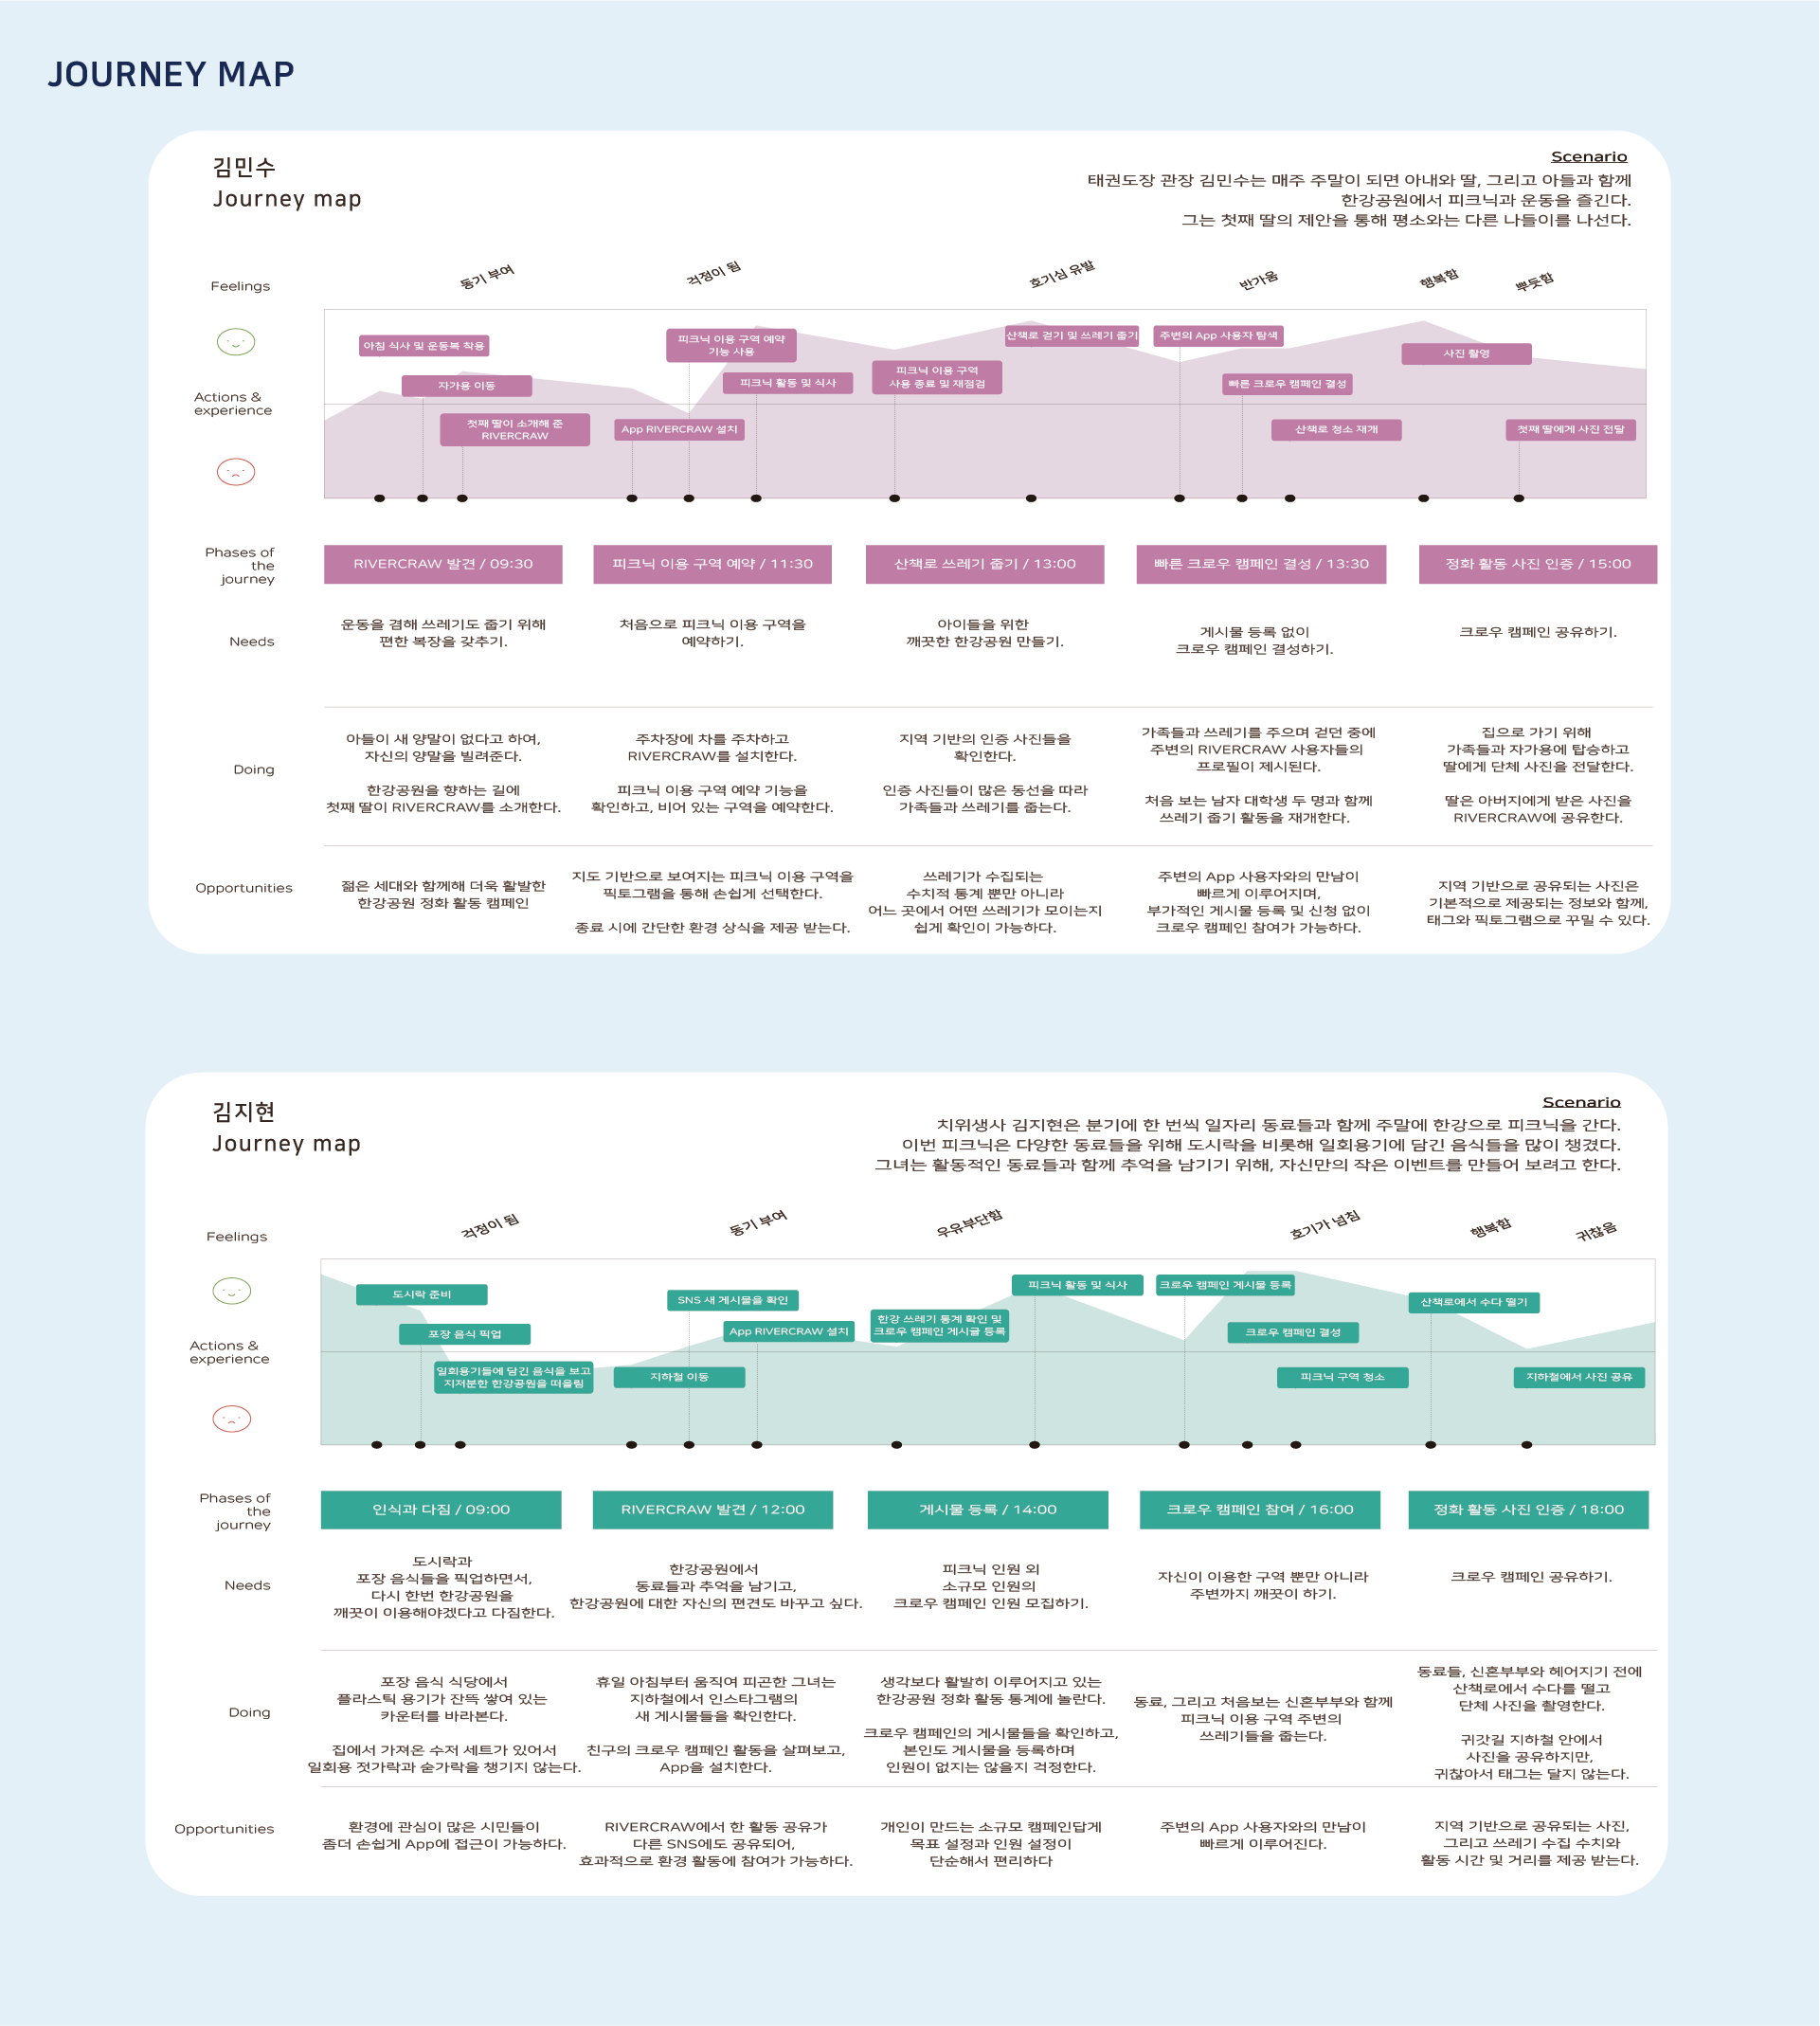 JOURNEY MAP
김민수
Journey map
Scenario
태권도장 관장 김민수는 매주 주말이 되면 아내와 딸, 그리고 아들과 함께
한강공원에서 피크닉과 운동을 즐긴다.
그는 첫째 딸의 제안을 통해 평소와는 다른 나들이를 나선다.
Feelings
동기 부여
걱정이 됨
호기심 유발
반가움
행복함
뿌듯함
Actions &
experience
아침 식사 및 운동복 착용
자가용 이동
첫째 딸이 소개해 준
RIVERCRAW
App RIVERCRAW 설치
피크닉 이용 구역 예약
기능 사용
피크닉 활동 및 식사
피크닉 이용 구역
사용 종료 및 재점검
산책로 걷기 및 쓰레기 줍기
주변의 App 사용자 탐색
빠른 크로우 캠페인 결성
산책로 청소 재개
사진 촬영
첫째 딸에게 사진 전달
Phases of
the
journey
RIVERCRAW 발견 / 09:30
피크닉 이용 구역 예약 / 11:30
산책로 쓰레기 줍기 / 13:00
빠른 크로우 캠페인 결성 / 13:30
정화 활동 사진 인증 / 15:00
Needs
운동을 겸해 쓰레기도 줍기 위해
편한 복장을 갖추기.
처음으로 피크닉 이용 구역을
예약하기.
아이들을 위한
깨끗한 한강공원 만들기.
게시물 등록 없이
크로우 캠페인 결성하기.
크로우 캠페인 공유하기.
Doing
아들이 새 양말이 없다고 하여,
자신의 양말을 빌려준다.
한강공원을 향하는 길에
첫째 딸이 RIVERCRAW를 소개한다.
주차장에 차를 주차하고
RIVERCRAW를 설치한다.
피크닉 이용 구역 예약 기능을
확인하고, 비어 있는 구역을 예약한다.
지역 기반의 인증 사진들을
확인한다.
인증 사진들이 많은 동선을 따라
가족들과 쓰레기를 줍는다.
가족들과 쓰레기를 주으며 걷던 중에
주변의 RIVERCRAW 사용자들의
프로필이 제시된다.
처음 보는 남자 대학생 두 명과 함께
쓰레기 줍기 활동을 재개한다.
집으로 가기 위해
가족들과 자가용에 탑승하고
딸에게 단체 사진을 전달한다.
딸은 아버지에게 받은 사진을
RIVERCRAW에 공유한다.
Opportunities
젊은 세대와 함께해 더욱 활발한
한강공원 정화 활동 캠페인
지도 기반으로 보여지는 피크닉 이용 구역을
픽토그램을 통해 손쉽게 선택한다.
종료 시에 간단한 환경 상식을 제공 받는다.
쓰레기가 수집되는
수치적 통계 뿐만 아니라
어느 곳에서 어떤 쓰레기가 모이는지
쉽게 확인이 가능하다.
주변의 App 사용자와의 만남이
빠르게 이루어지며,
부가적인 게시물 등록 및 신청 없이
크로우 캠페인 참여가 가능하다.
지역 기반으로 공유되는 사진은
기본적으로 제공되는 정보와 함께,
태그와 픽토그램으로 꾸밀 수 있다.
김지현
Journey map
Scenario
치위생사 김지현은 분기에 한 번씩 일자리 동료들과 함께 주말에 한강으로 피크닉을 간다.
이번 피크닉은 다양한 동료들을 위해 도시락을 비롯해 일회용기에 담긴 음식들을 많이 챙겼다.
그녀는 활동적인 동료들과 함께 추억을 남기기 위해, 자신만의 작은 이벤트를 만들어 보려고 한다.
Feelings
걱정이 됨
동기 부여
우유부단함
호기가 넘침
행복함
귀찮음
Actions &
experience
도시락 준비
포장 음식 픽업
일회용기들에 담긴 음식을 보고
지저분한 한강공원을 떠올림
지하철 이동
SNS 새 게시물을 확인
App RIVERCRAW 설치
한강 쓰레기 통계 확인 및
크로우 캠페인 게시글 등록
피크닉 활동 및 식사
크로우 캠페인 게시물 등록
크로우 캠페인 결성
피크닉 구역 청소
산책로에서 수다 떨기
지하철에서 사진 공유
Phases of
the
journey
인식과 다짐 / 09:00
RIVERCRAW 발견 / 12:00
게시물 등록 / 14:00
크로우 캠페인 참여 / 16:00
정화 활동 사진 인증 / 18:00
Needs
도시락과
포장 음식들을 픽업하면서,
다시 한번 한강공원을
깨끗이 이용해야겠다고 다짐한다.
한강공원에서
동료들과 추억을 남기고,
한강공원에 대한 자신의 편견도 바꾸고 싶다.
피크닉 인원 외
소규모 인원의
크로우 캠페인 인원 모집하기.
자신이 이용한 구역 뿐만 아니라
주변까지 깨끗이 하기.
크로우 캠페인 공유하기.
Doing
포장 음식 식당에서
플라스틱 용기가 잔뜩 쌓여 있는
카운터를 바라본다.
집에서 가져온 수저 세트가 있어서
일회용 젓가락과 숟가락을 챙기지 않는다.
휴일 아침부터 움직여 피곤한 그녀는
지하철에서 인스타그램의
새 게시물들을 확인한다.
친구의 크로우 캠페인 활동을 살펴보고,
App을 설치한다.
생각보다 활발히 이루어지고 있는
한강공원 정화 활동 통계에 놀란다.
크로우 캠페인의 게시물들을 확인하고,
본인도 게시물을 등록하며
인원이 없지는 않을지 걱정한다.
동료, 그리고 처음보는 신혼부부와 함께
피크닉 이용 구역 주변의
쓰레기들을 줍는다.
동료들, 신혼부부와 헤어지기 전에
산책로에서 수다를 떨고
단체 사진을 촬영한다.
귀갓길 지하철 안에서
사진을 공유하지만,
귀찮아서 태그는 달지 않는다.
Opportunities
환경에 관심이 많은 시민들이
좀더 손쉽게 App에 접근이 가능하다.
RIVERCRAW에서 한 활동 공유가
다른 SNS에도 공유되어,
효과적으로 환경 활동에 참여가 가능하다.
개인이 만드는 소규모 캠페인답게
목표 설정과 인원 설정이
단순해서 편리하다
주변의 App 사용자와의 만남이
빠르게 이루어진다.
지역 기반으로 공유되는 사진,
그리고 쓰레기 수집 수치와
활동 시간 및 거리를 제공 받는다.